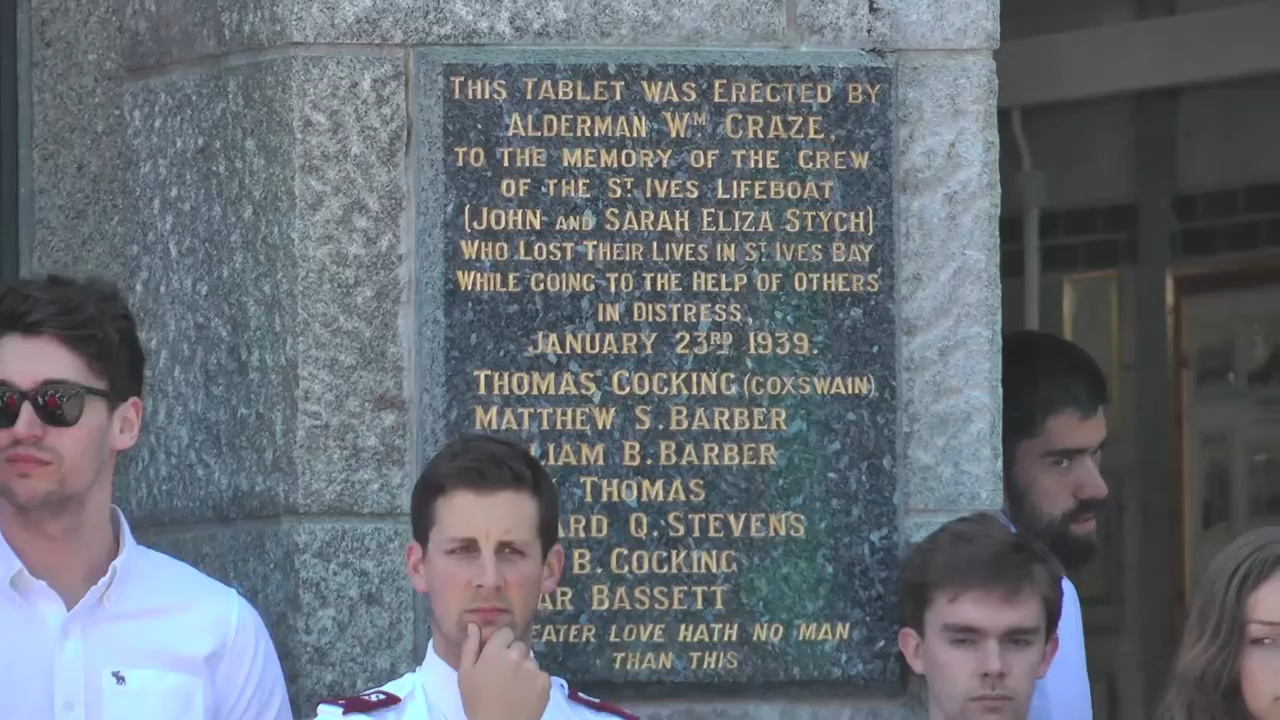 THIS TABLET WAS ERECTED BY
ALDERMAN WM CRAZE,
TO THE MEMORY OF THE CREW
OF THE ST IVES LIFEBOAT
(JOHN AND SARAH ELIZA STYCH)
WHO LOST THEIR LIVES IN ST IVES BAY
WHILE GOING TO THE HELP OF OTHERS
IN DISTRESS,
JANUARY 23RD 1939.
THOMAS COCKING (COXSWAIN)
MATTHEW S. BARBER
LIAM B. BARBER
THOMAS
ARD Q. STEVENS
B. COCKING
AR BASSETT
EATER LOVE HATH NO MAN
THAN THIS